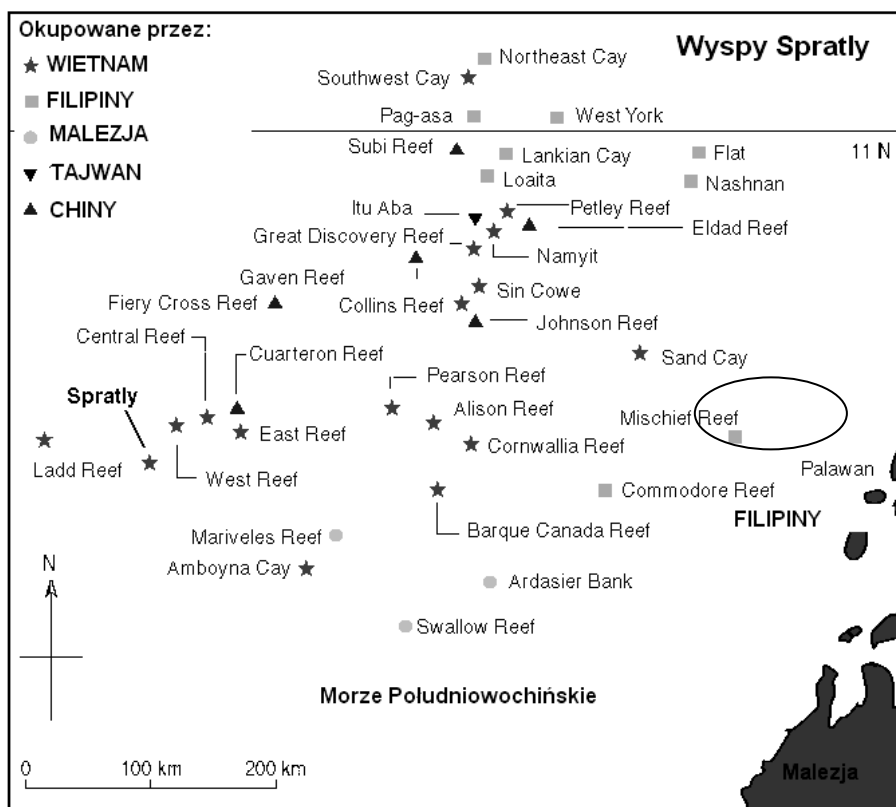 Okupowane przez:
WIETNAM
FILIPINY
MALEZJA
TAJWAN
CHINY
Wyspy Spratly
Northeast Cay
Southwest Cay
Pag-asa
West York
11 N
Subi Reef
Lankian Cay
Flat
Loaita
Nashnan
Itu Aba
Petley Reef
Great Discovery Reef
Eldad Reef
Namyit
Gaven Reef
Sin Cowe
Fiery Cross Reef
Collins Reef
Johnson Reef
Central Reef
Cuarteron Reef
Sand Cay
Pearson Reef
Spratly
Alison Reef
Mischief Reef
East Reef
Cornwallia Reef
Ladd Reef
West Reef
Palawan
Commodore Reef
FILIPINY
Barque Canada Reef
Mariveles Reef
Amboyna Cay
N
Ardasier Bank
Swallow Reef
Morze Południowochińskie
0 100 km 200 km
Malezja